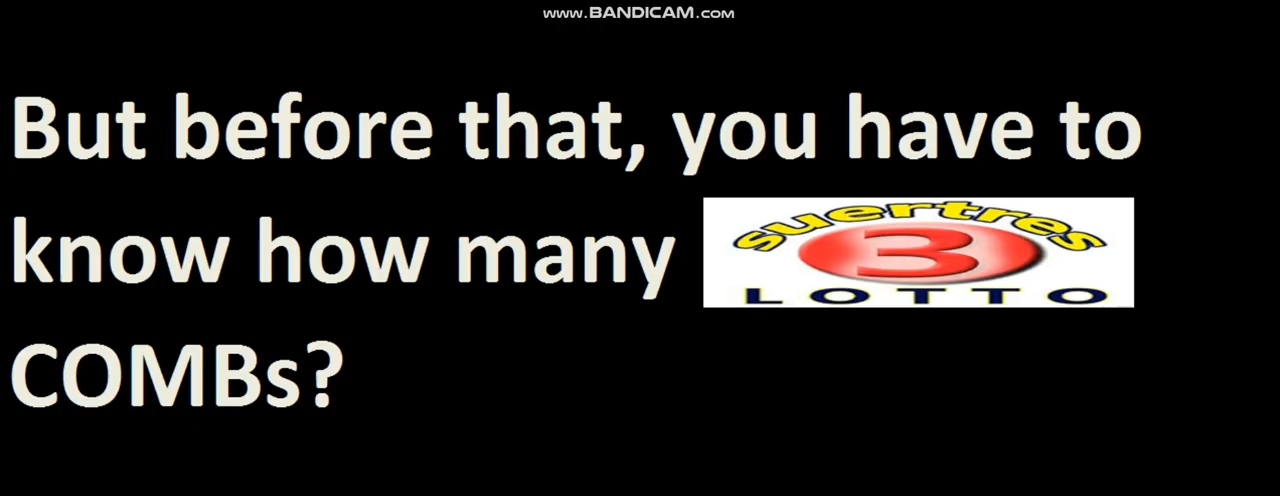 www.BANDICAM.com
But before that, you have to
know how many suertres
3
LOTTO
COMBs?